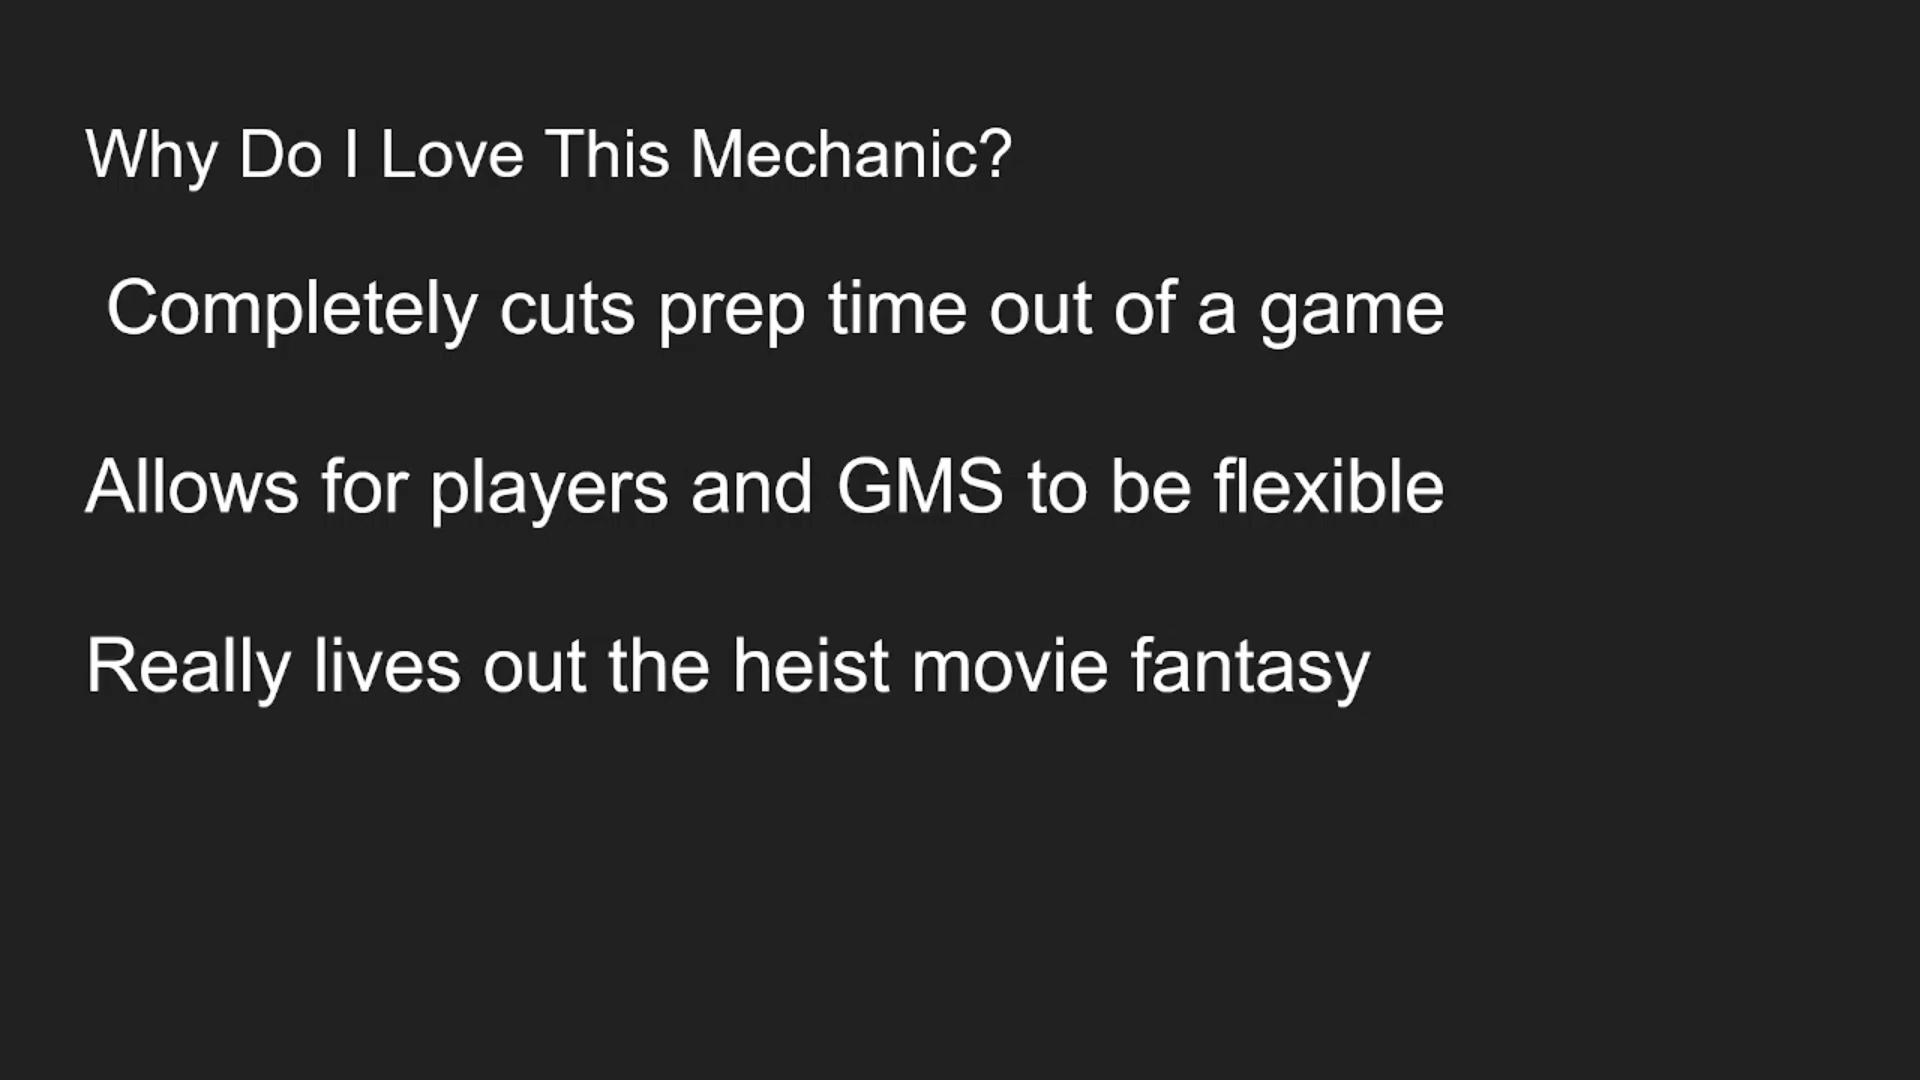 Why Do I Love This Mechanic?
Completely cuts prep time out of a game
Allows for players and GMS to be flexible
Really lives out the heist movie fantasy